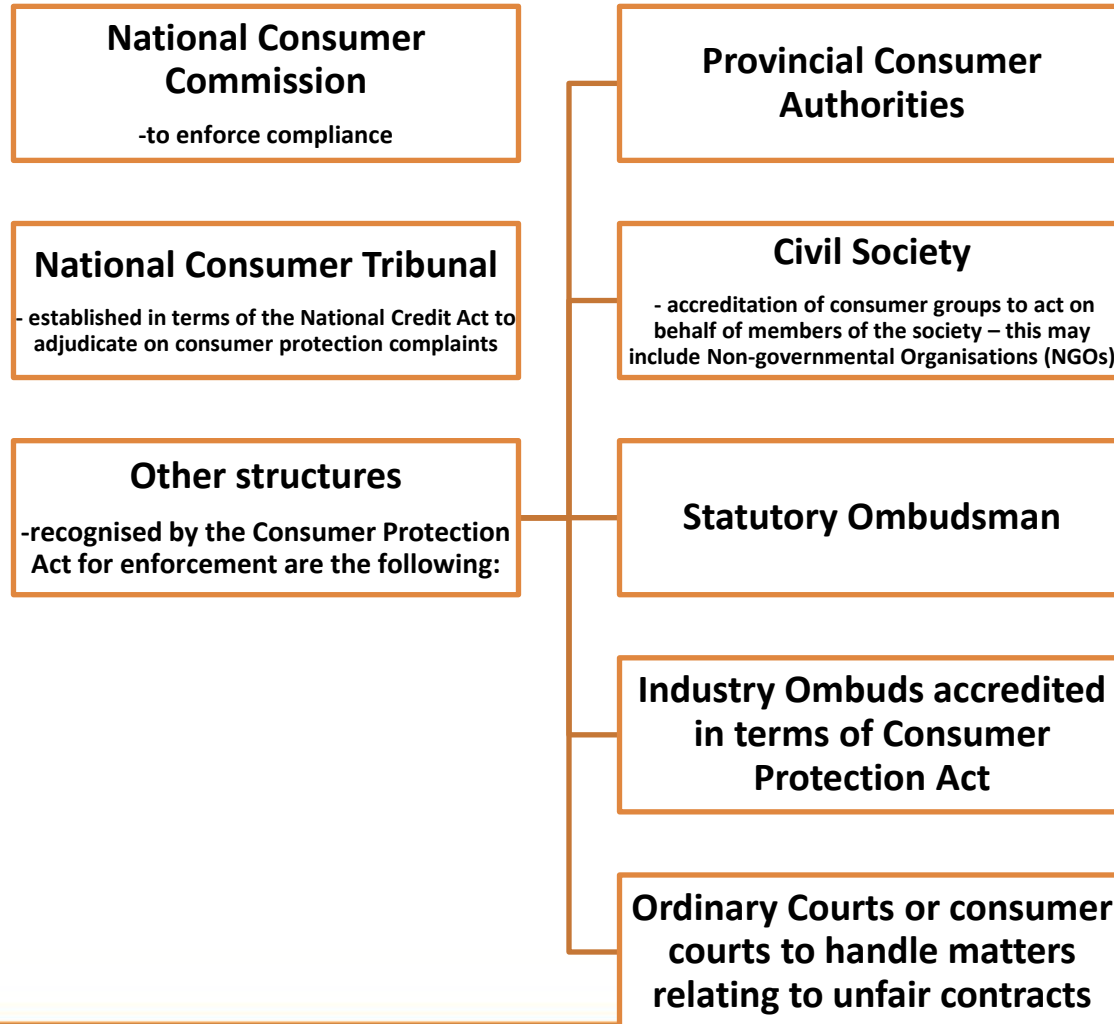 National Consumer
Commission
-to enforce compliance
National Consumer Tribunal
- established in terms of the National Credit Act to
adjudicate on consumer protection complaints
Other structures
-recognised by the Consumer Protection
Act for enforcement are the following:
Provincial Consumer
Authorities
Civil Society
- accreditation of consumer groups to act on
behalf of members of the society – this may
include Non-governmental Organisations (NGOs)
Statutory Ombudsman
Industry Ombuds accredited
in terms of Consumer
Protection Act
Ordinary Courts or consumer
courts to handle matters
relating to unfair contracts